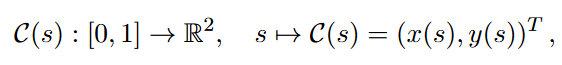 𝒞(s) : [0, 1] → ℝ², s ↦ 𝒞(s) = (x(s), y(s))ᵀ ,